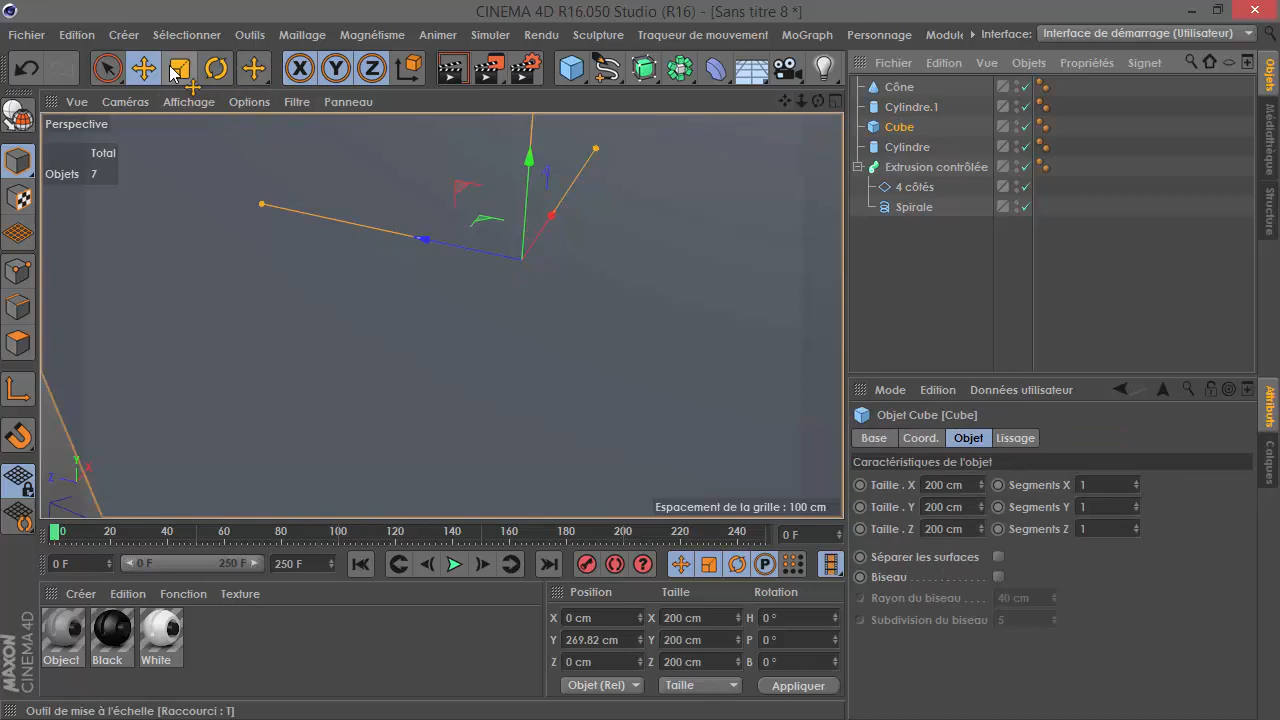 CINEMA 4D R16.050 Studio (R16) - [Sans titre 8 *]
Fichier Edition Créer Sélectionner Outils Maillage Magnétisme Animer Simuler Rendu Sculpture Traqueur de mouvement MoGraph Personnage Module Interface: Interface de démarrage (Utilisateur)
X Y Z
Fichier Edition Vue Objets Propriétés Signet
Vue Caméras Affichage Options Filtre Panneau
Perspective
Total
Objets 7
Cône
Cylindre.1
Cube
Cylindre
Extrusion contrôlée
4 côtés
Spirale
Objets
Médiathèque
Structure
Y
X
Z
Espacement de la grille : 100 cm
Mode Edition Données utilisateur
Objet Cube [Cube]
Base Coord. Objet Lissage
Caractéristiques de l'objet
Taille . X 200 cm Segments X 1
Taille . Y 200 cm Segments Y 1
Taille . Z 200 cm Segments Z 1
Séparer les surfaces
Biseau
Rayon du biseau . . . . 40 cm
Subdivision du biseau 5
Attributs
Calques
0 20 40 60 80 100 120 140 160 180 200 220 240 0 F
0 F 0 F 250 F 250 F P
Créer Edition Fonction Texture
Object Black White
Position Taille Rotation
X 0 cm X 200 cm H 0 °
Y 269.82 cm Y 200 cm P 0 °
Z 0 cm Z 200 cm B 0 °
Objet (Rel) Taille Appliquer
MAXON
CINEMA 4D
Outil de mise à l'échelle [Raccourci : T]